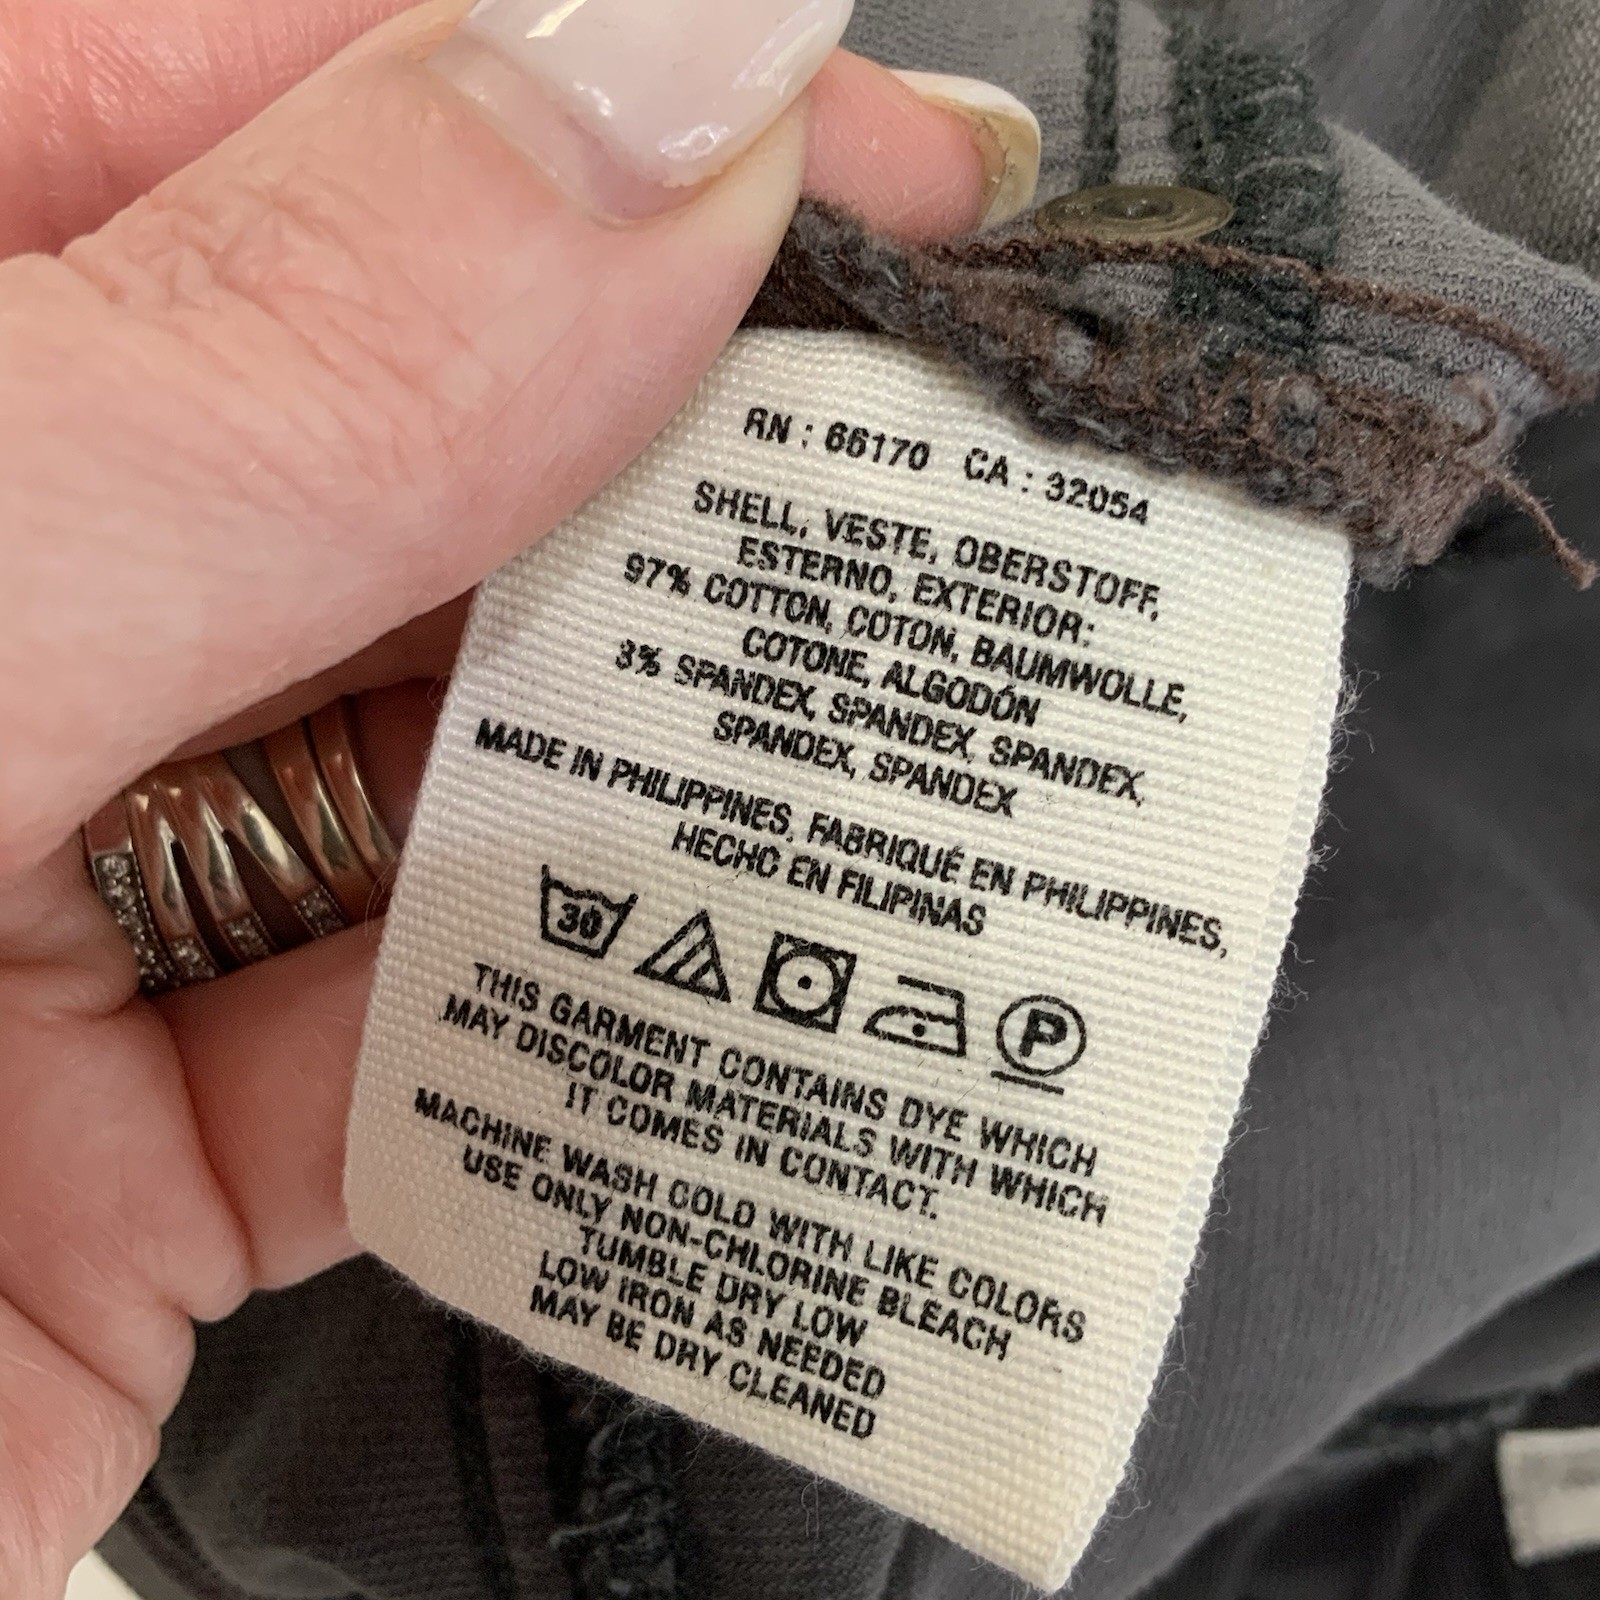 RN : 66170 CA : 32054
SHELL, VESTE, OBERSTOFF,
ESTERNO, EXTERIOR:
97% COTTON, COTON, BAUMWOLLE,
COTONE, ALGODÓN
3% SPANDEX, SPANDEX, SPANDEX,
SPANDEX, SPANDEX
MADE IN PHILIPPINES, FABRIQUÉ EN PHILIPPINES,
HECHO EN FILIPINAS
30
P
THIS GARMENT CONTAINS DYE WHICH
MAY DISCOLOR MATERIALS WITH WHICH
IT COMES IN CONTACT.
MACHINE WASH COLD WITH LIKE COLORS
USE ONLY NON-CHLORINE BLEACH
TUMBLE DRY LOW
LOW IRON AS NEEDED
MAY BE DRY CLEANED